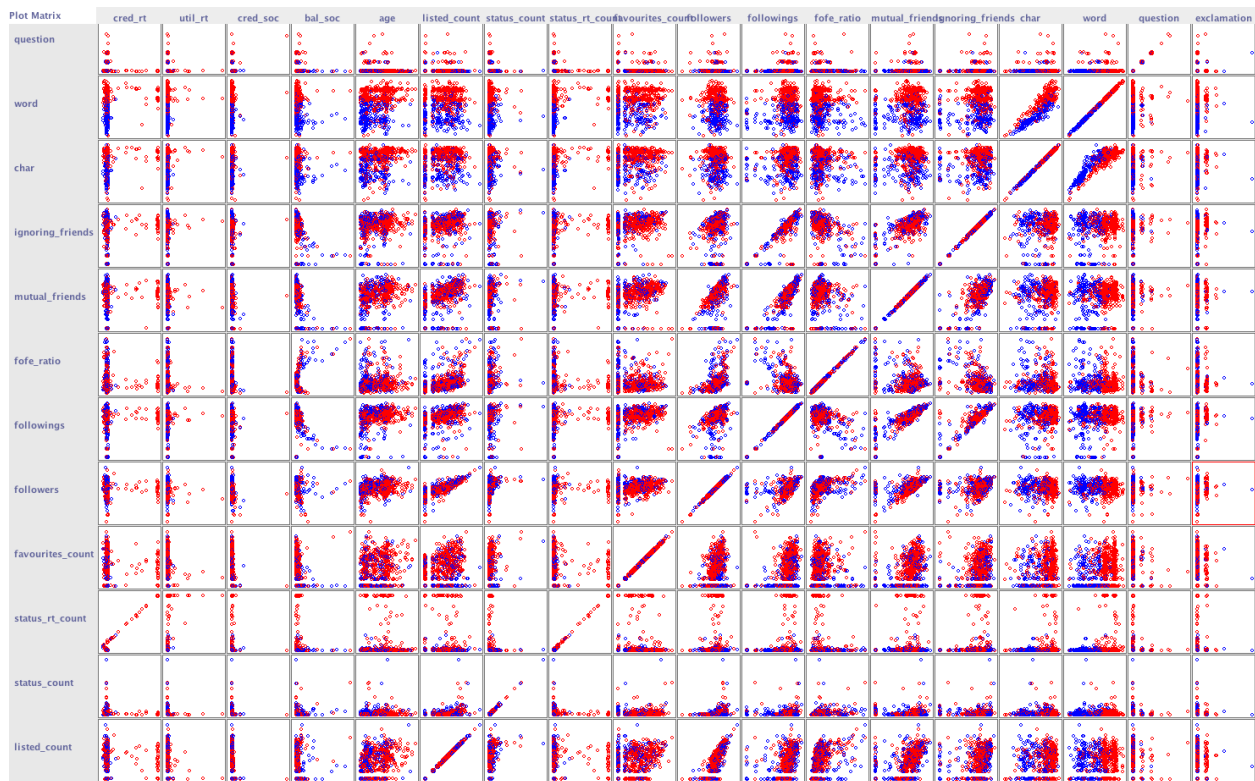 Plot Matrix cred_rt util_rt cred_soc bal_soc age listed_count status_count status_rt_count favourites_count followers followings fofe_ratio mutual_friends ignoring_friends char word question exclamation
question
word
char
ignoring_friends
mutual_friends
fofe_ratio
followings
followers
favourites_count
status_rt_count
status_count
listed_count